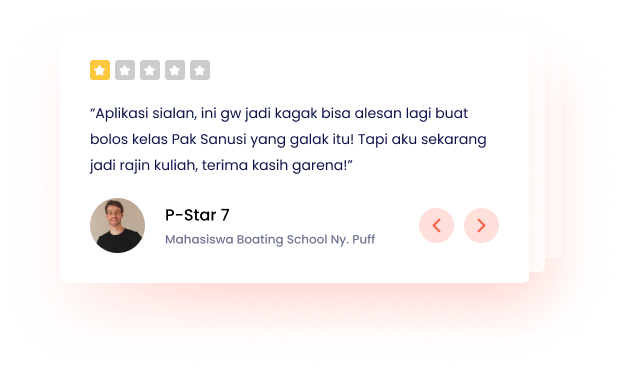 “Aplikasi sialan, ini gw jadi kagak bisa alesan lagi buat
bolos kelas Pak Sanusi yang galak itu! Tapi aku sekarang
jadi rajin kuliah, terima kasih garena!”
P-Star 7
Mahasiswa Boating School Ny. Puff